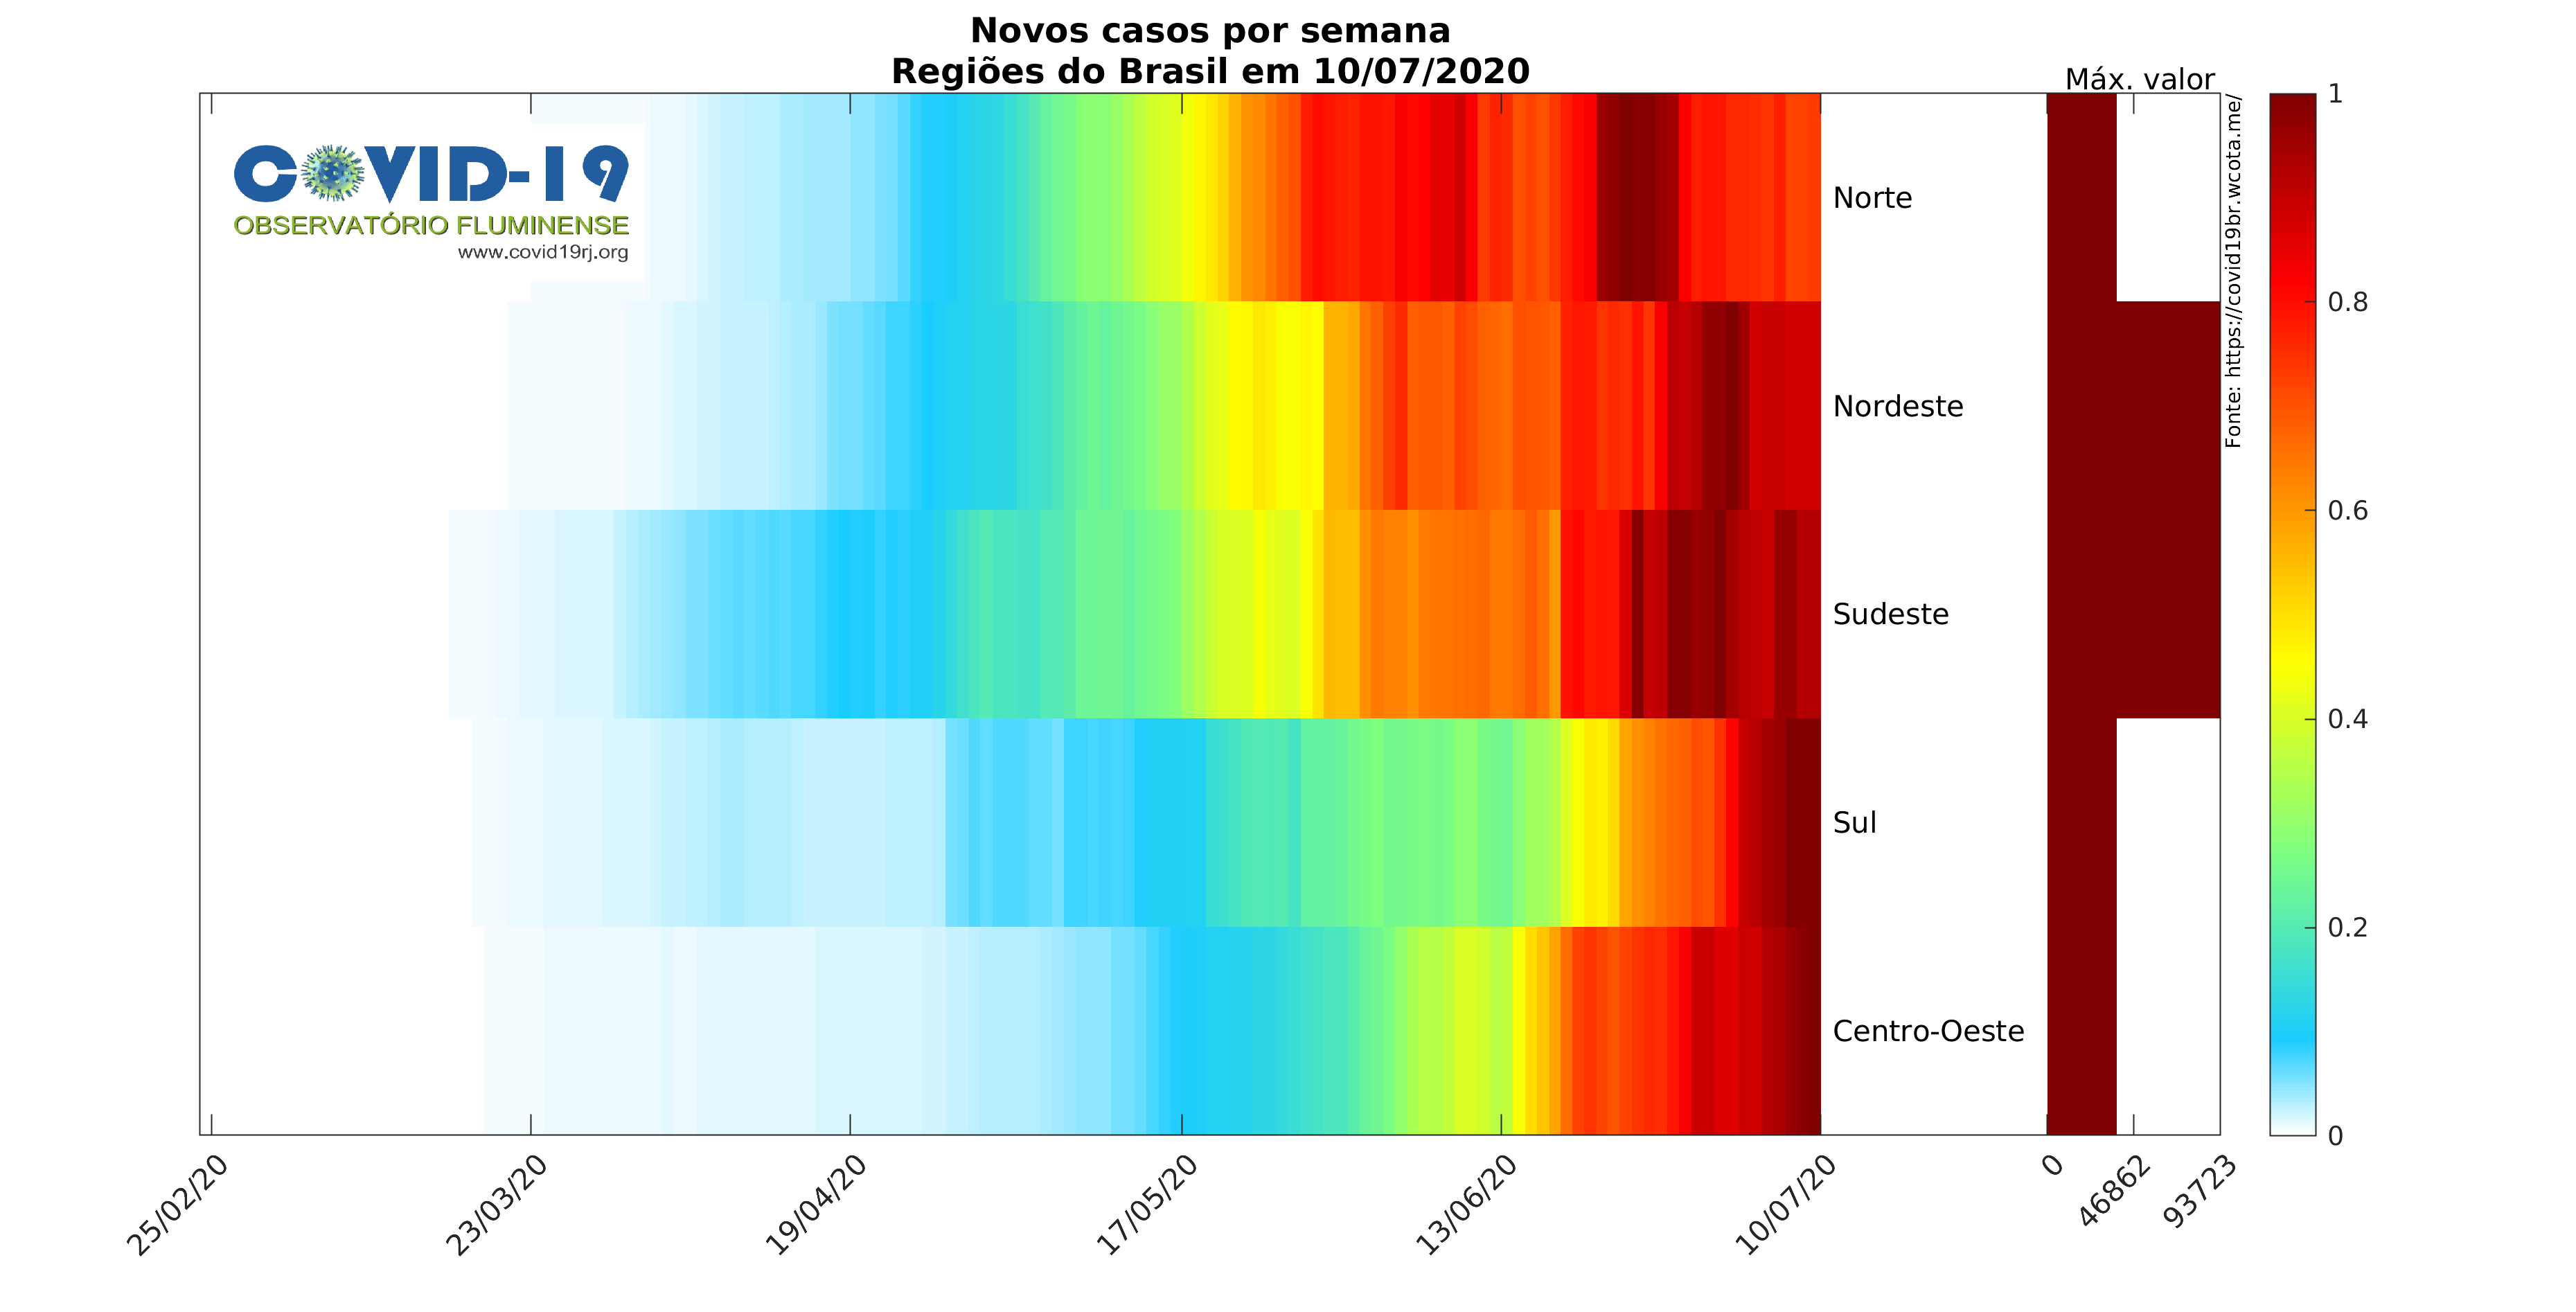 Novos casos por semana
Regiões do Brasil em 10/07/2020
Máx. valor
COVID-19
OBSERVATÓRIO FLUMINENSE
www.covid19rj.org
Norte
Nordeste
Sudeste
Sul
Centro-Oeste
Fonte: https://covid19br.wcota.me/
1
0.8
0.6
0.4
0.2
0
25/02/20
23/03/20
19/04/20
17/05/20
13/06/20
10/07/20
0
46862
93723